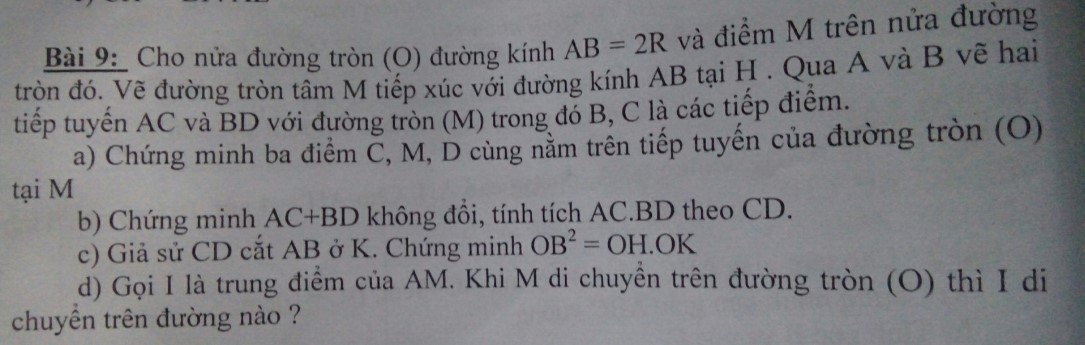 Bài 9: Cho nửa đường tròn (O) đường kính AB = 2R và điểm M trên nửa đường
tròn đó. Vẽ đường tròn tâm M tiếp xúc với đường kính AB tại H . Qua A và B vẽ hai
tiếp tuyến AC và BD với đường tròn (M) trong đó B, C là các tiếp điểm.
a) Chứng minh ba điểm C, M, D cùng nằm trên tiếp tuyến của đường tròn (O)
tại M
b) Chứng minh AC+BD không đổi, tính tích AC.BD theo CD.
c) Giả sử CD cắt AB ở K. Chứng minh OB² = OH.OK
d) Gọi I là trung điểm của AM. Khi M di chuyển trên đường tròn (O) thì I di
chuyển trên đường nào ?